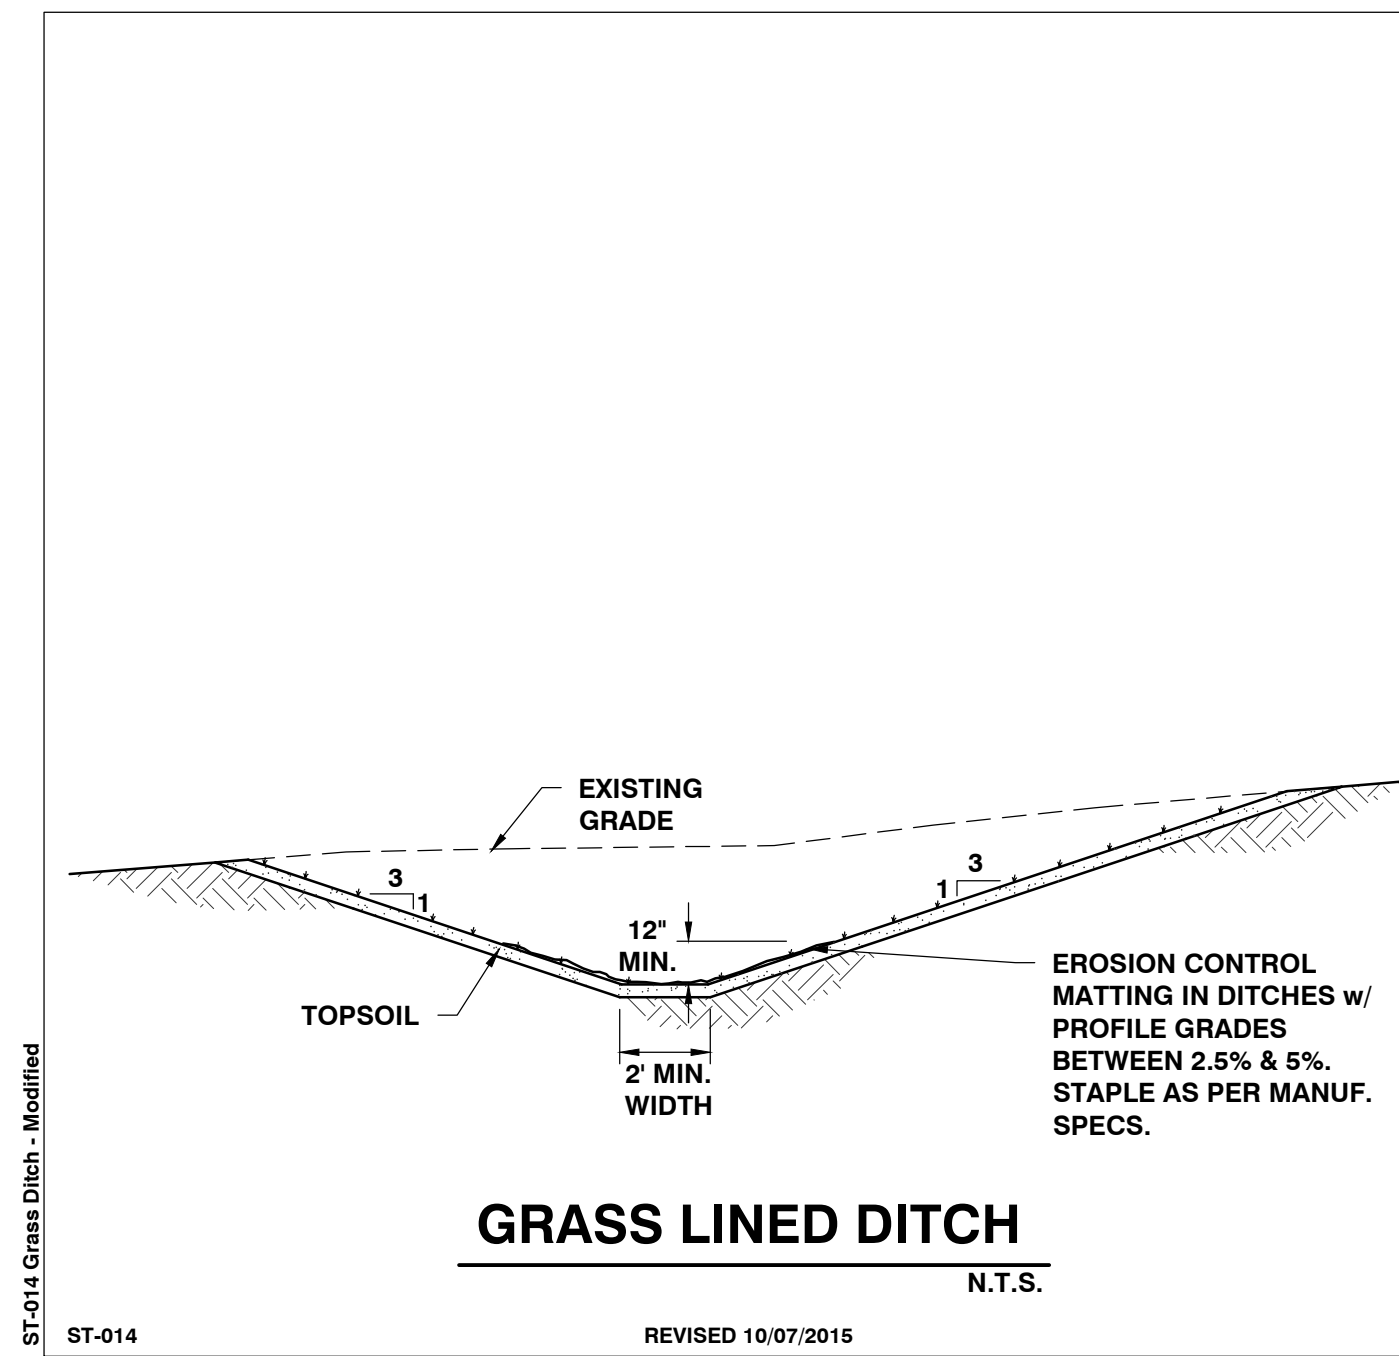 EXISTING
GRADE
3
1
3
1
12"
MIN.
TOPSOIL
EROSION CONTROL
MATTING IN DITCHES w/
PROFILE GRADES
BETWEEN 2.5% & 5%.
STAPLE AS PER MANUF.
SPECS.
2' MIN.
WIDTH
GRASS LINED DITCH
N.T.S.
ST-014 Grass Ditch - Modified
ST-014
REVISED 10/07/2015